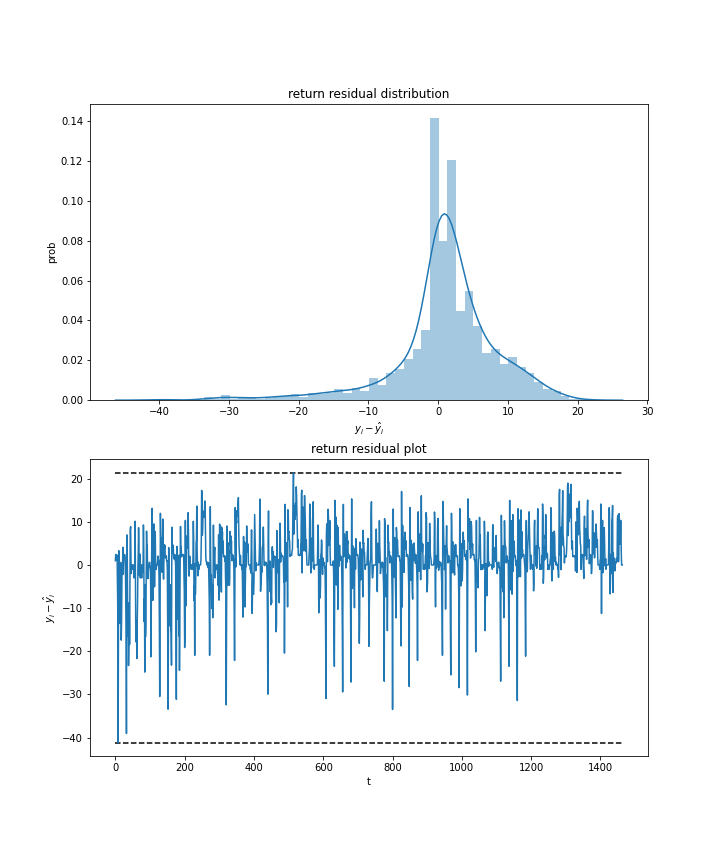 return residual distribution
0.14
0.12
0.10
0.08
0.06
0.04
0.02
0.00
prob
−40 −30 −20 −10 0 10 20 30
$y_i - \hat{y}_i$
return residual plot
20
10
0
−10
−20
−30
−40
$y_i - \hat{y}_i$
0 200 400 600 800 1000 1200 1400
t